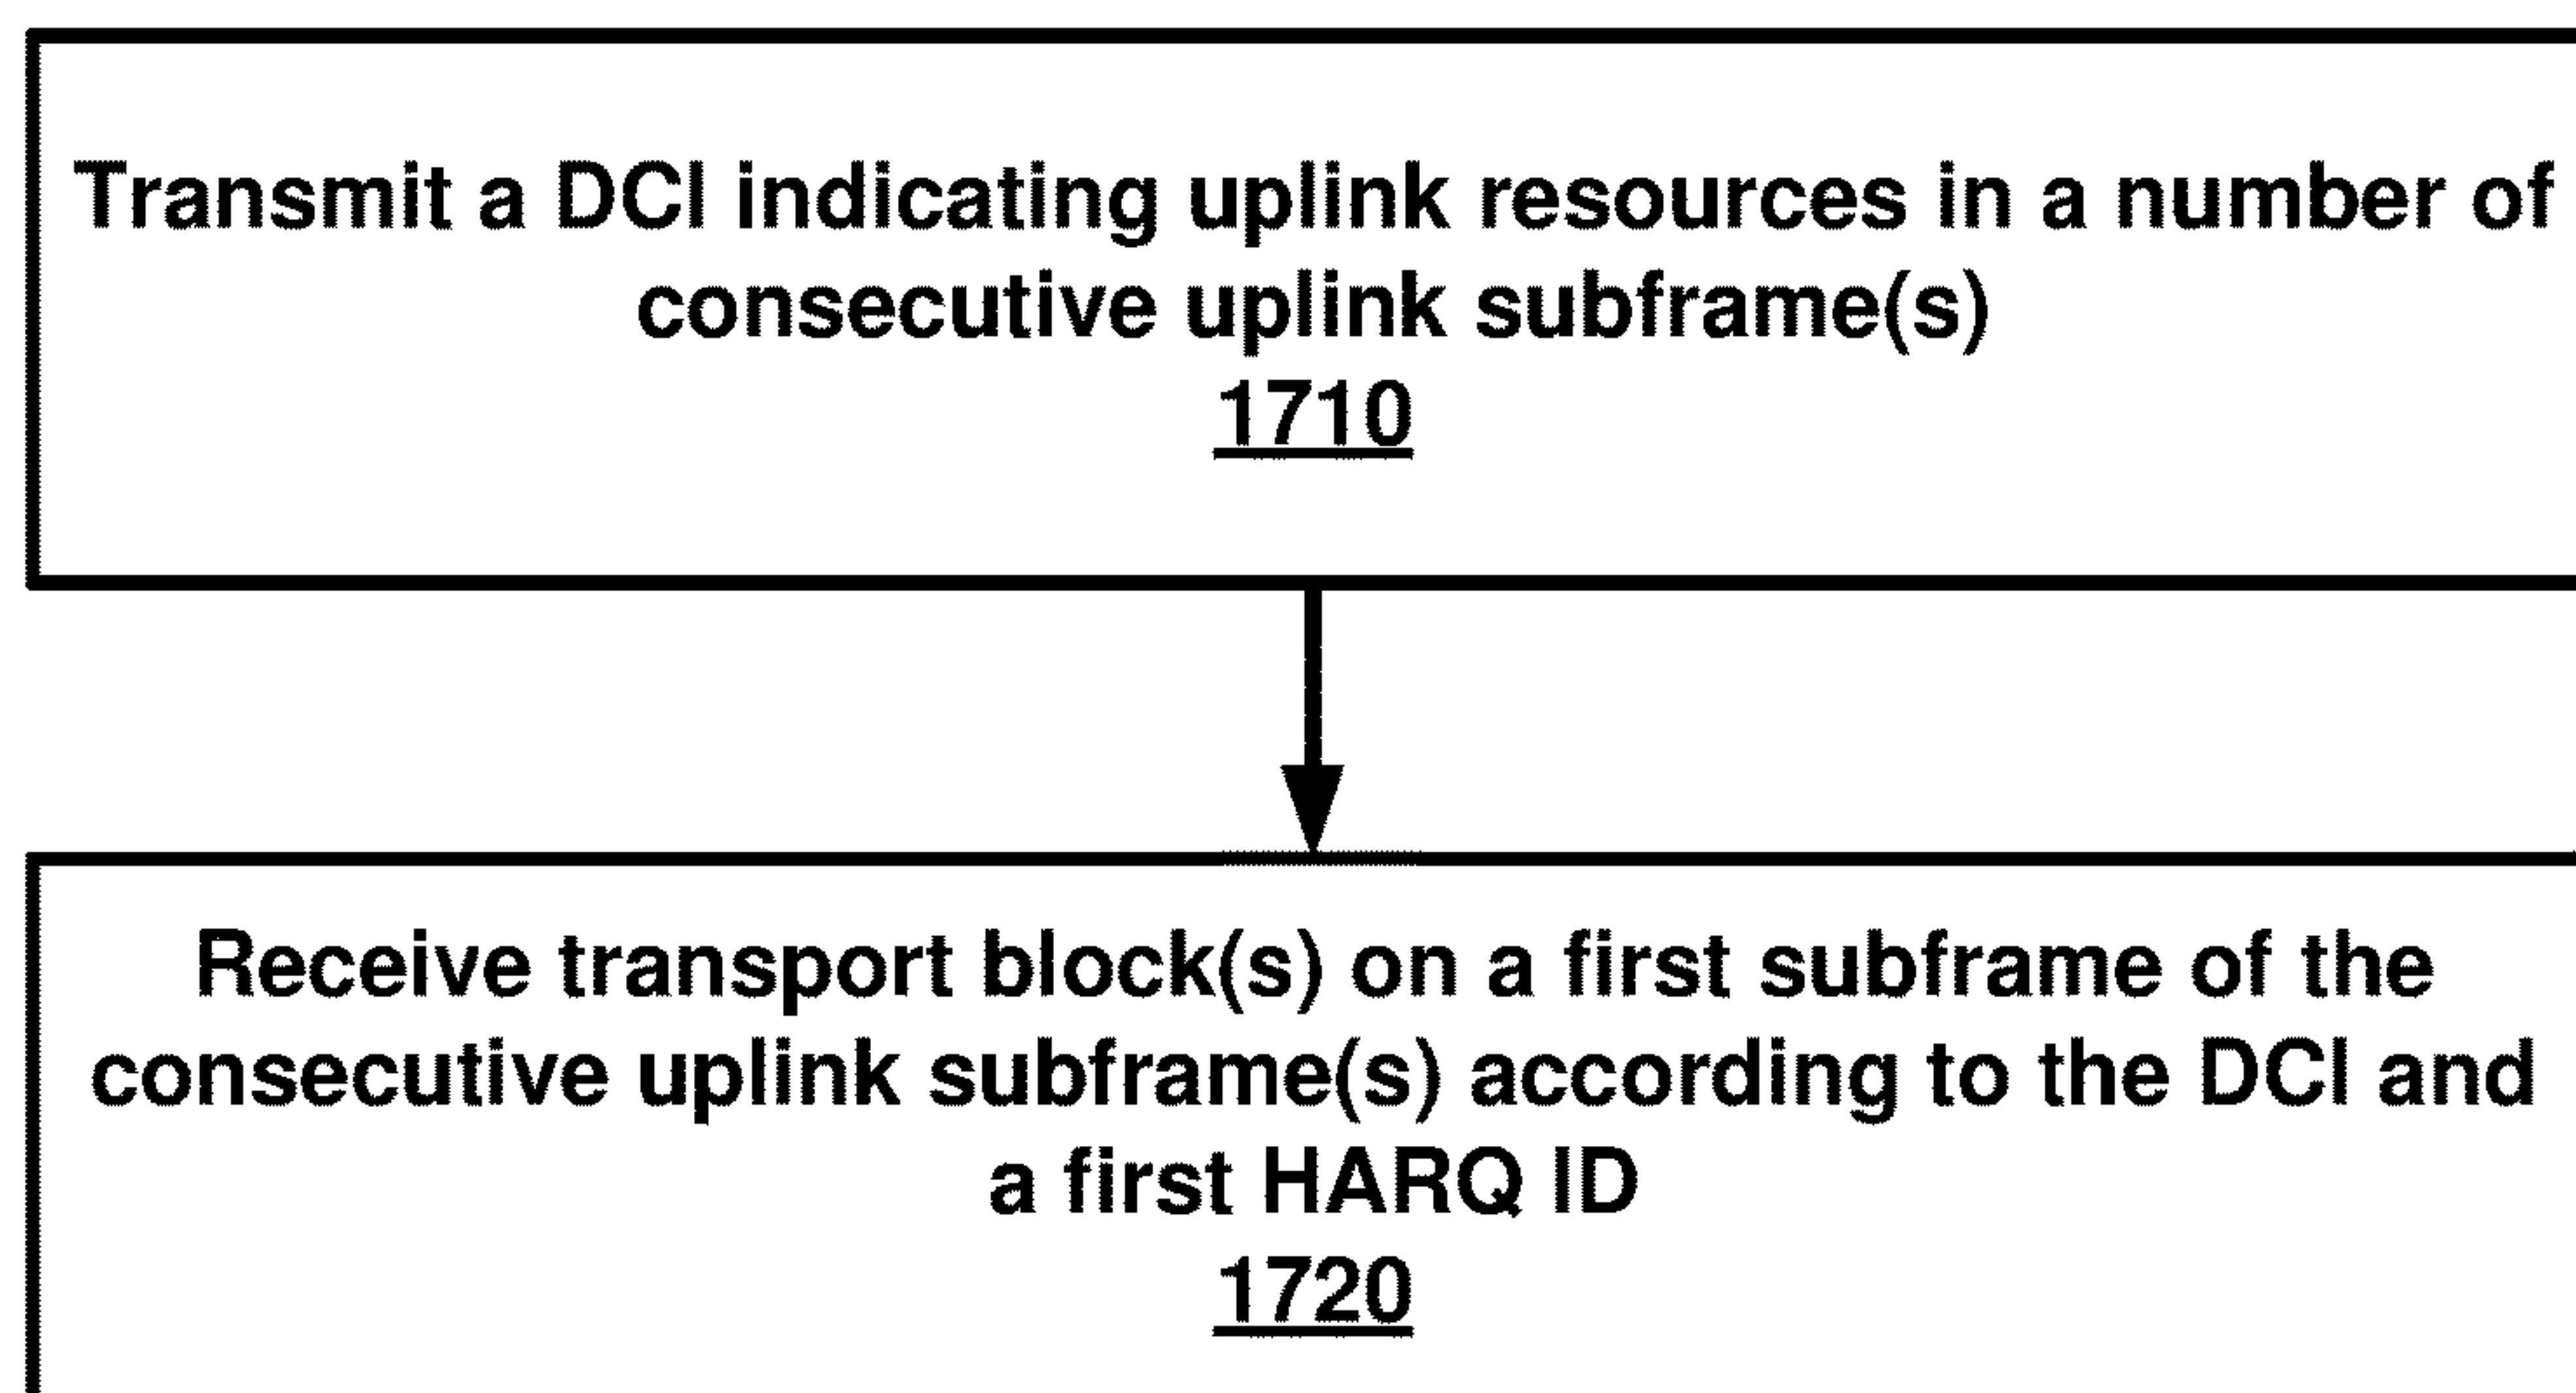 Transmit a DCI indicating uplink resources in a number of
consecutive uplink subframe(s)
1710
Receive transport block(s) on a first subframe of the
consecutive uplink subframe(s) according to the DCI and
a first HARQ ID
1720